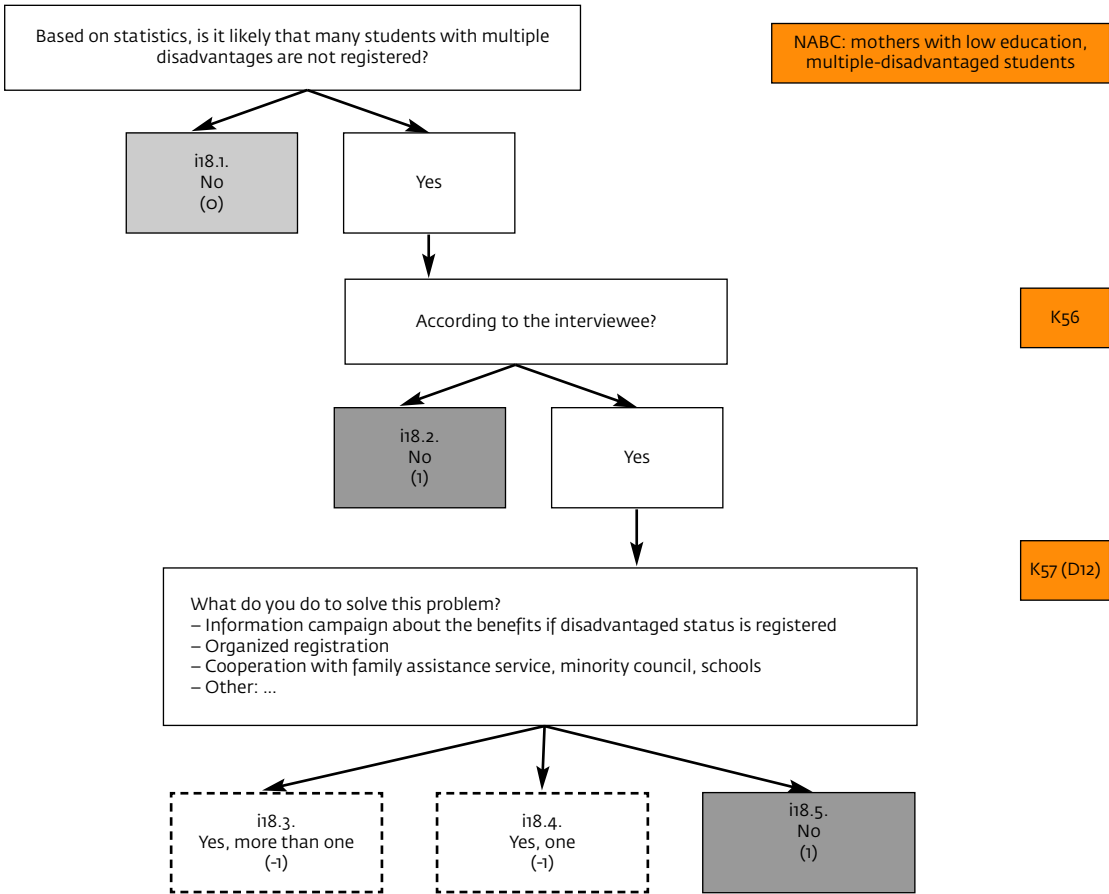 Based on statistics, is it likely that many students with multiple
disadvantages are not registered?
NABC: mothers with low education,
multiple-disadvantaged students
i18.1.
No
(0)
Yes
According to the interviewee?
K56
i18.2.
No
(1)
Yes
K57 (D12)
What do you do to solve this problem?
– Information campaign about the benefits if disadvantaged status is registered
– Organized registration
– Cooperation with family assistance service, minority council, schools
– Other: ...
i18.3.
Yes, more than one
(-1)
i18.4.
Yes, one
(-1)
i18.5.
No
(1)